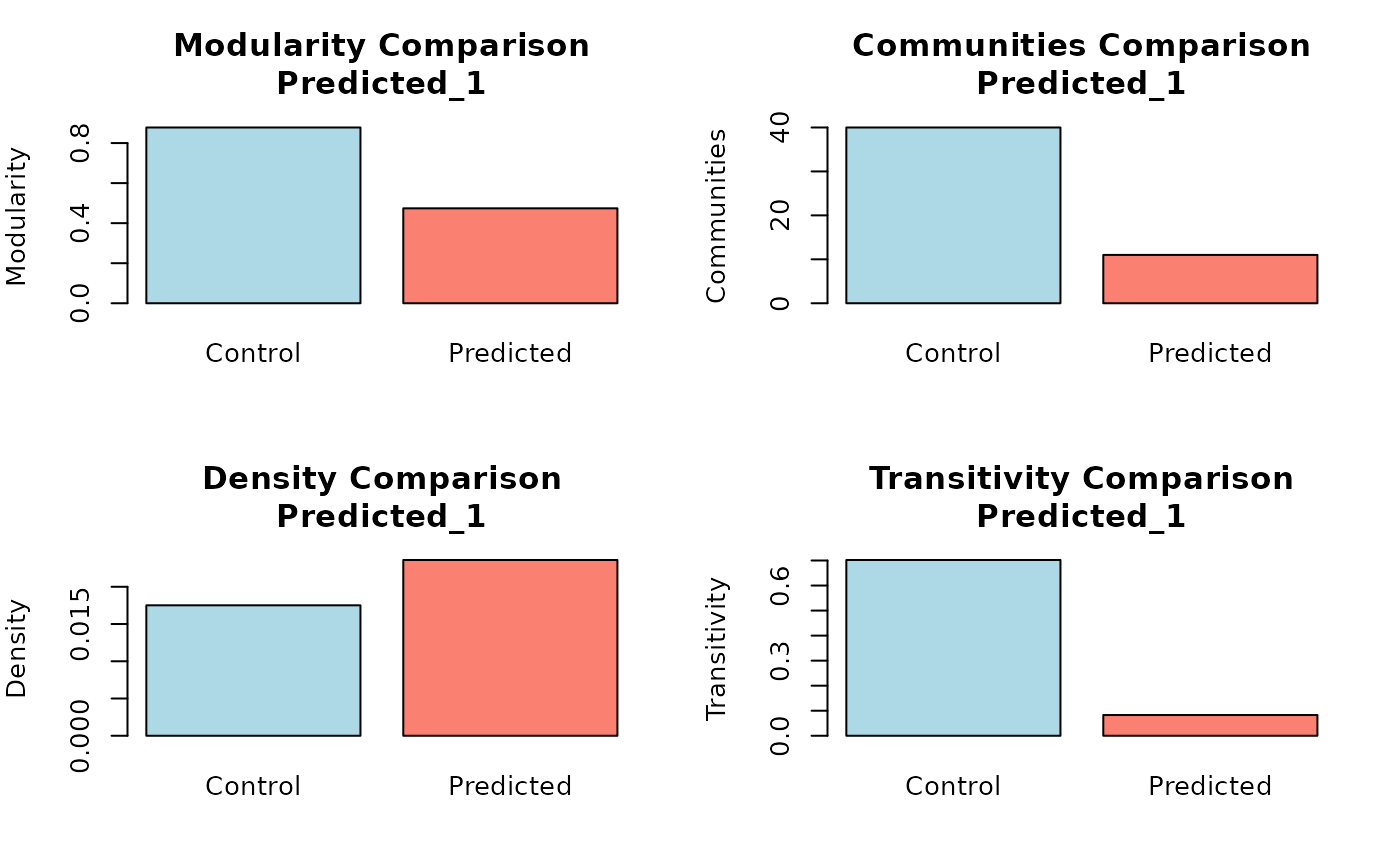 Modularity Comparison
Predicted_1
Modularity
0.8
0.4
0.0
Control
Predicted
Communities Comparison
Predicted_1
Communities
40
20
0
Control
Predicted
Density Comparison
Predicted_1
Density
0.015
0.000
Control
Predicted
Transitivity Comparison
Predicted_1
Transitivity
0.6
0.3
0.0
Control
Predicted